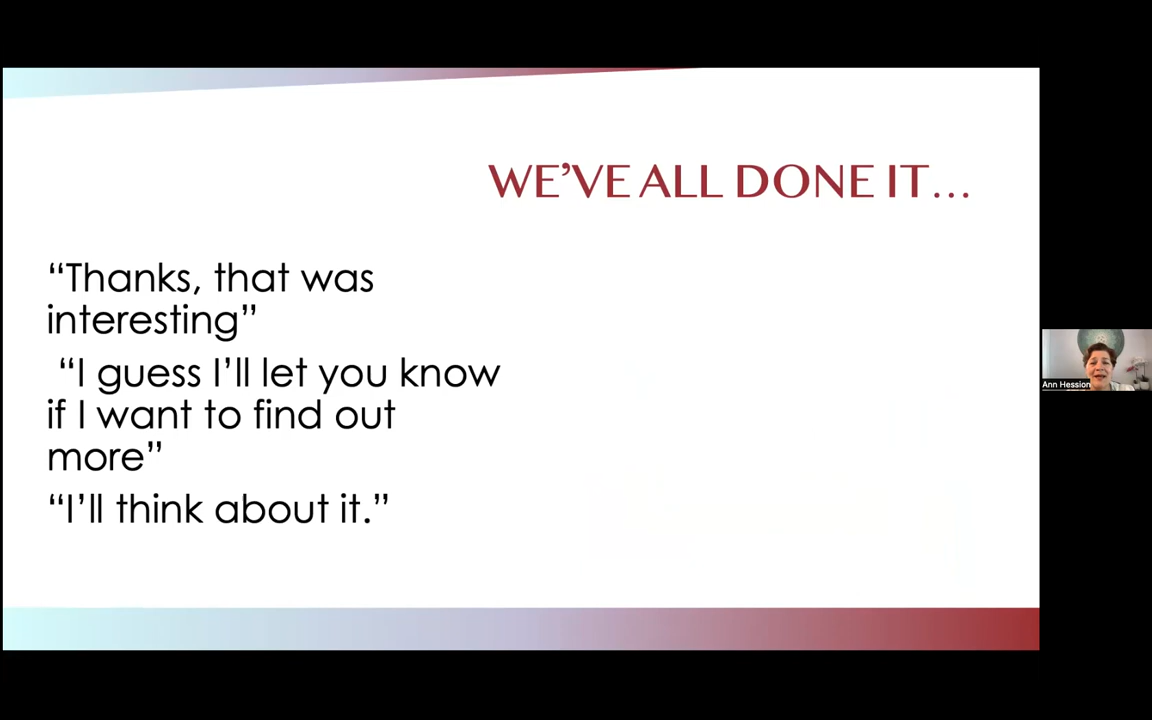 WE’VE ALL DONE IT…
“Thanks, that was
interesting”
“I guess I’ll let you know
if I want to find out
more”
“I’ll think about it.”
Ann Hession